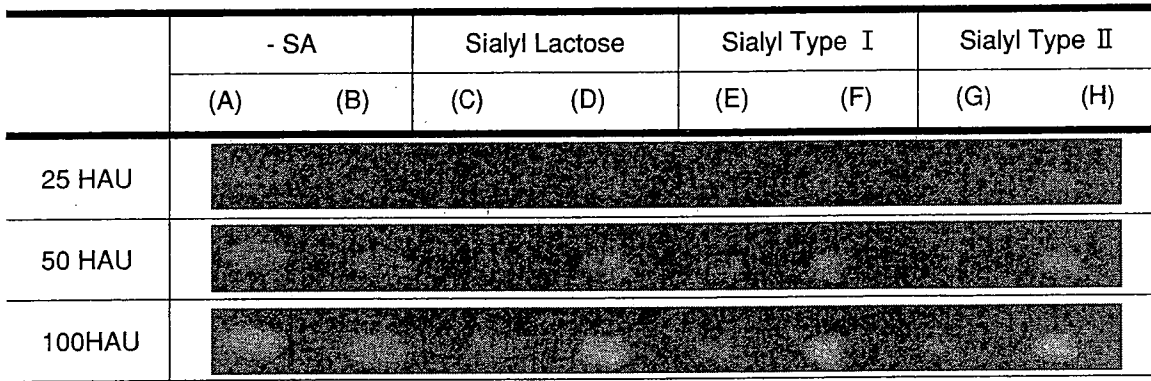 - SA Sialyl Lactose Sialyl Type I Sialyl Type II
(A) (B) (C) (D) (E) (F) (G) (H)
25 HAU
50 HAU
100HAU